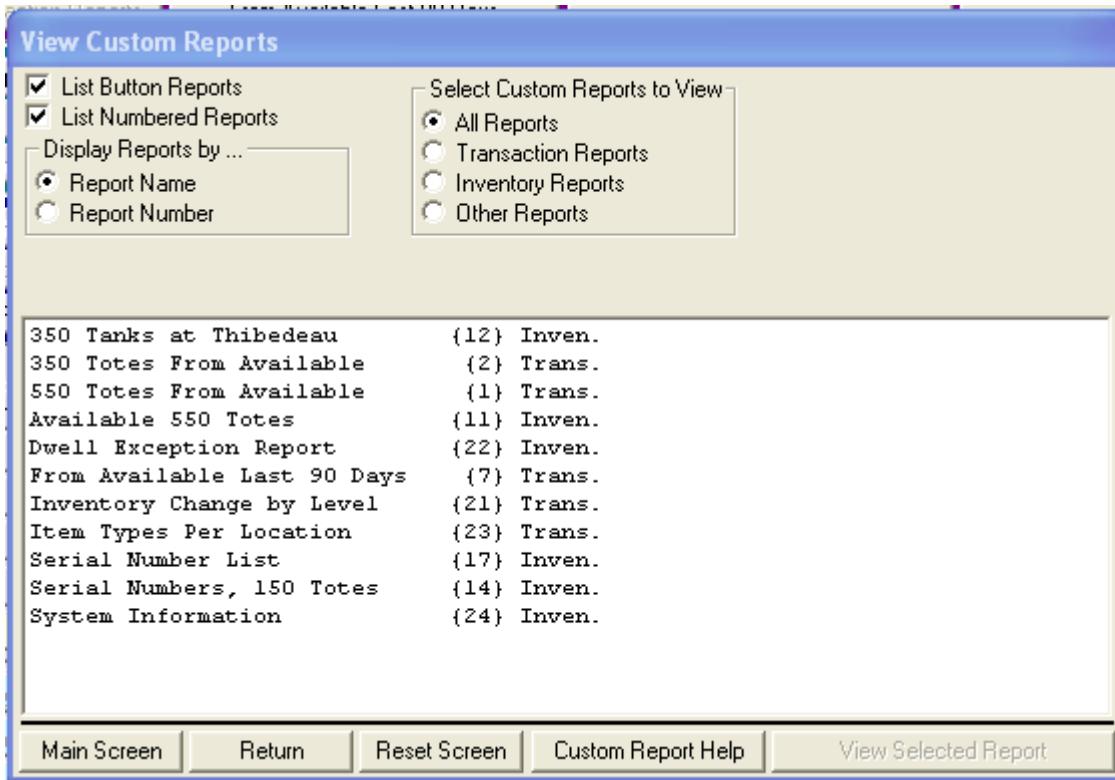 View Custom Reports
List Button Reports
List Numbered Reports
Display Reports by ...
Report Name
Report Number
Select Custom Reports to View
All Reports
Transaction Reports
Inventory Reports
Other Reports
350 Tanks at Thibedeau {12} Inven.
350 Totes From Available {2} Trans.
550 Totes From Available {1} Trans.
Available 550 Totes {11} Inven.
Dwell Exception Report {22} Inven.
From Available Last 90 Days {7} Trans.
Inventory Change by Level {21} Trans.
Item Types Per Location {23} Trans.
Serial Number List {17} Inven.
Serial Numbers, 150 Totes {14} Inven.
System Information {24} Inven.
Main Screen Return Reset Screen Custom Report Help View Selected Report